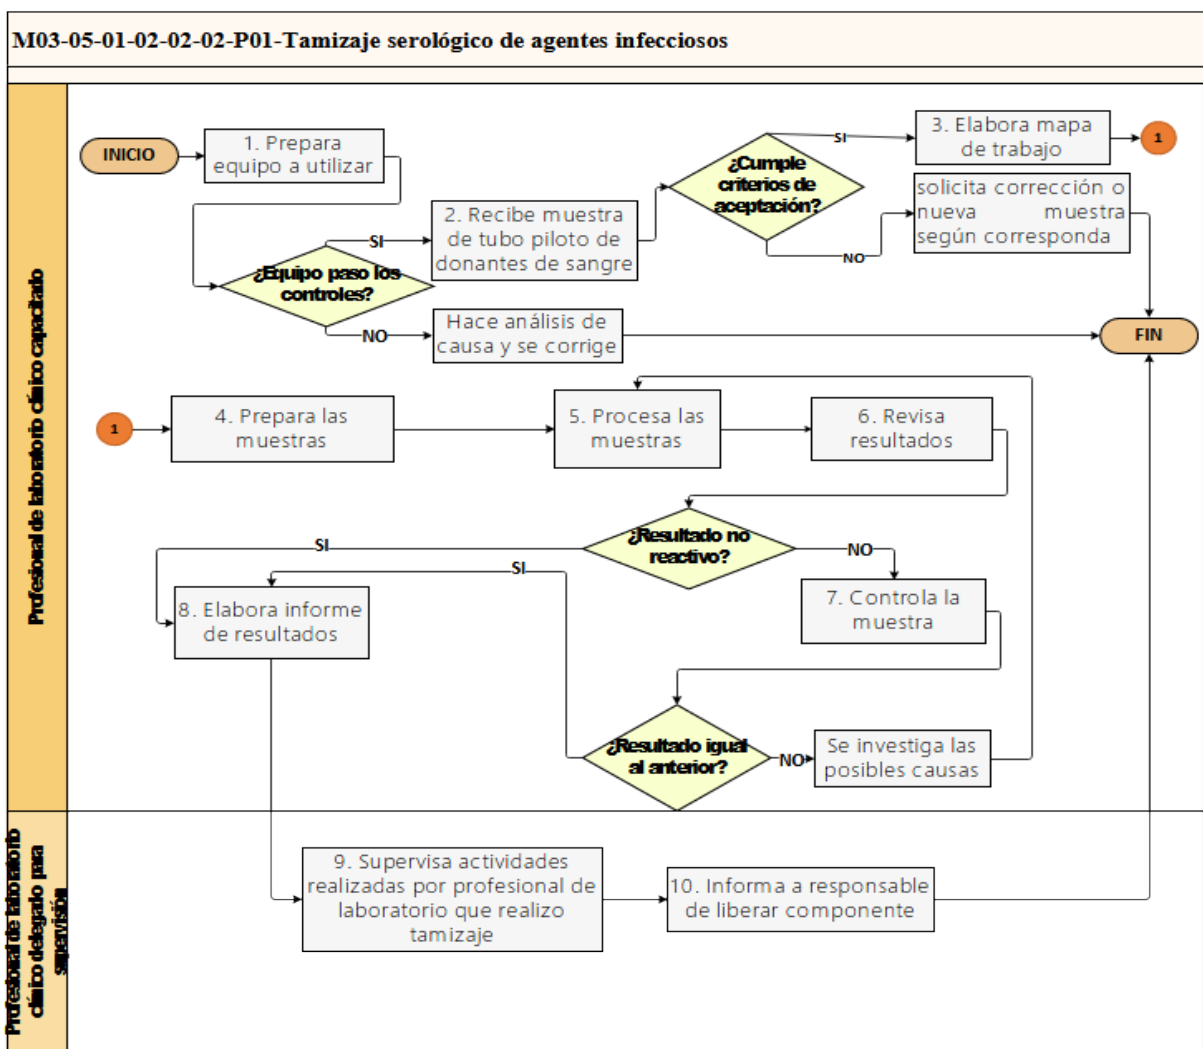 M03-05-01-02-02-02-P01-Tamizaje serológico de agentes infecciosos
Profesional de laboratorio clínico capacitado
INICIO
1. Prepara
equipo a utilizar
¿Equipo paso los
controles?
SI
2. Recibe muestra
de tubo piloto de
donantes de sangre
NO
Hace análisis de
causa y se corrige
¿Cumple
criterios de
aceptación?
SI
3. Elabora mapa
de trabajo
1
NO
solicita corrección o
nueva muestra
según corresponda
FIN
1
4. Prepara las
muestras
5. Procesa las
muestras
6. Revisa
resultados
¿Resultado no
reactivo?
SI
NO
SI
7. Controla la
muestra
8. Elabora informe
de resultados
¿Resultado igual
al anterior?
NO
Se investiga las
posibles causas
Profesional de laboratorio
clínico delegado para
supervisión
9. Supervisa actividades
realizadas por profesional de
laboratorio que realizo
tamizaje
10. Informa a responsable
de liberar componente